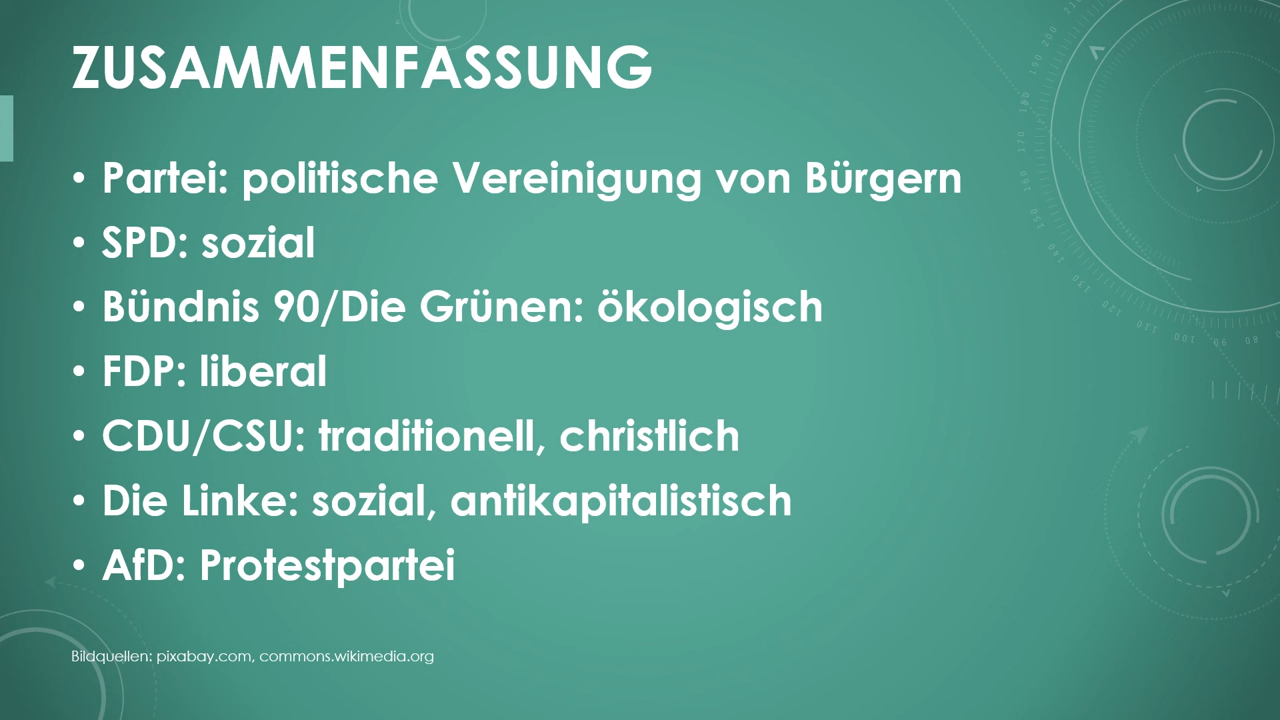 ZUSAMMENFASSUNG
• Partei: politische Vereinigung von Bürgern
• SPD: sozial
• Bündnis 90/Die Grünen: ökologisch
• FDP: liberal
• CDU/CSU: traditionell, christlich
• Die Linke: sozial, antikapitalistisch
• AfD: Protestpartei
Bildquellen: pixabay.com, commons.wikimedia.org